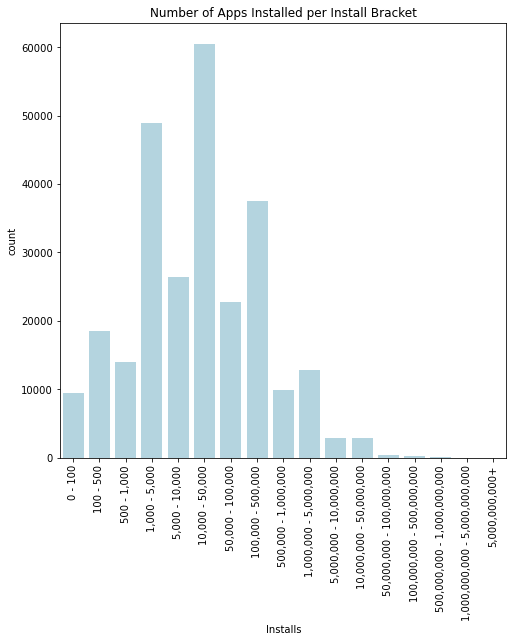 Number of Apps Installed per Install Bracket
60000
50000
40000
30000
20000
10000
0
count
0 - 100
100 - 500
500 - 1,000
1,000 - 5,000
5,000 - 10,000
10,000 - 50,000
50,000 - 100,000
100,000 - 500,000
500,000 - 1,000,000
1,000,000 - 5,000,000
5,000,000 - 10,000,000
10,000,000 - 50,000,000
50,000,000 - 100,000,000
100,000,000 - 500,000,000
500,000,000 - 1,000,000,000
1,000,000,000 - 5,000,000,000
5,000,000,000+
Installs